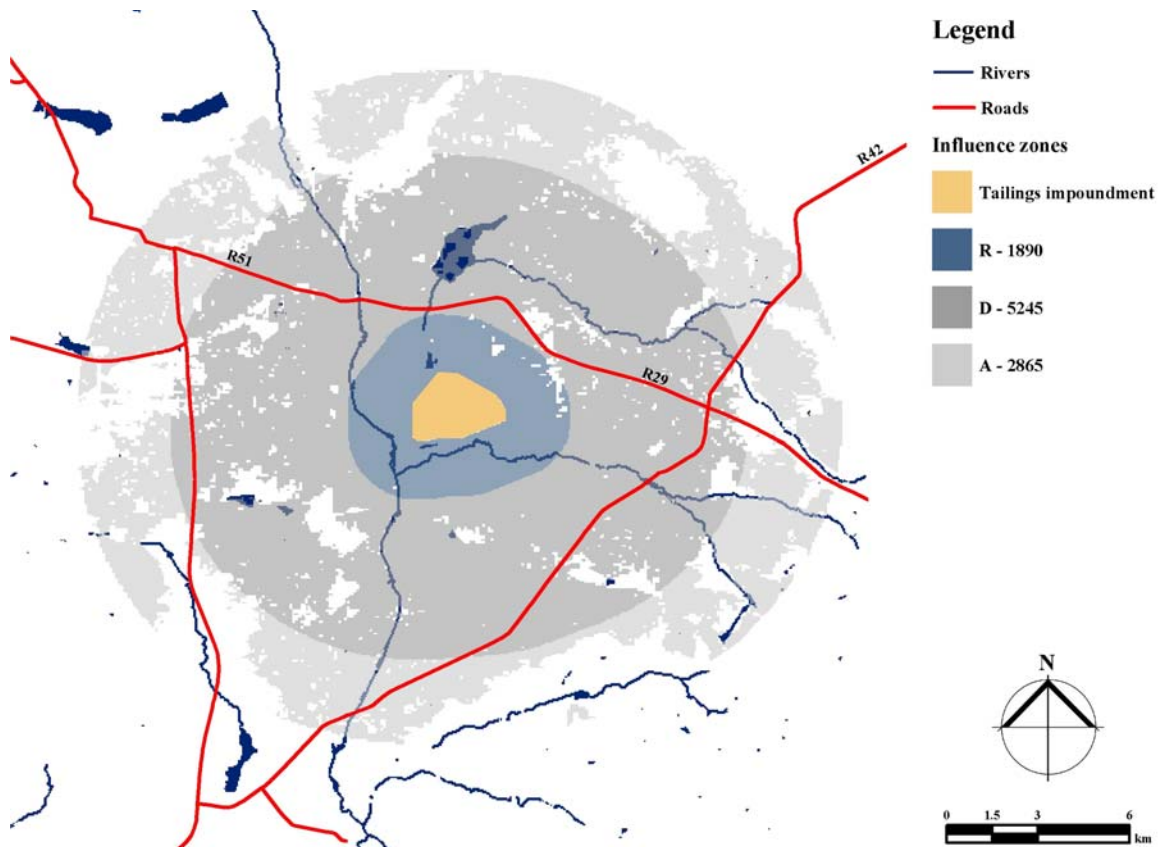 Legend
Rivers
Roads
Influence zones
Tailings impoundment
R - 1890
D - 5245
A - 2865
R42
R51
R29
N
0 1.5 3 6
km